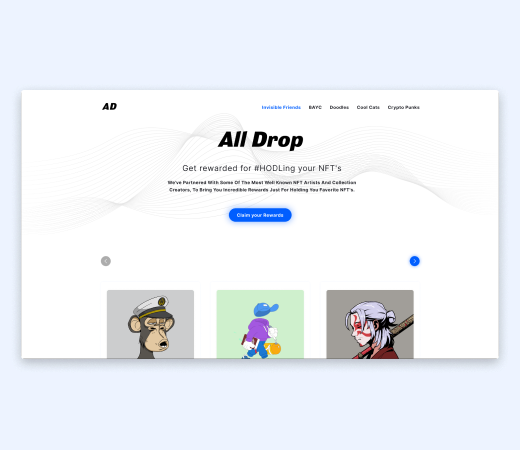 AD
Invisible Friends BAYC Doodles Cool Cats Crypto Punks
All Drop
Get rewarded for #HODLing your NFT's
We've Partnered With Some Of The Most Well Known NFT Artists And Collection
Creators, To Bring You Incredible Rewards Just For Holding You Favorite NFT's.
Claim your Rewards